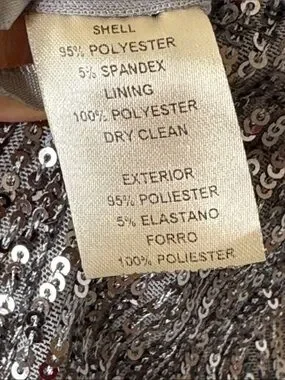 SHELL
95% POLYESTER
5% SPANDEX
LINING
100% POLYESTER
DRY CLEAN
EXTERIOR
95% POLIESTER
5% ELASTANO
FORRO
100% POLIESTER